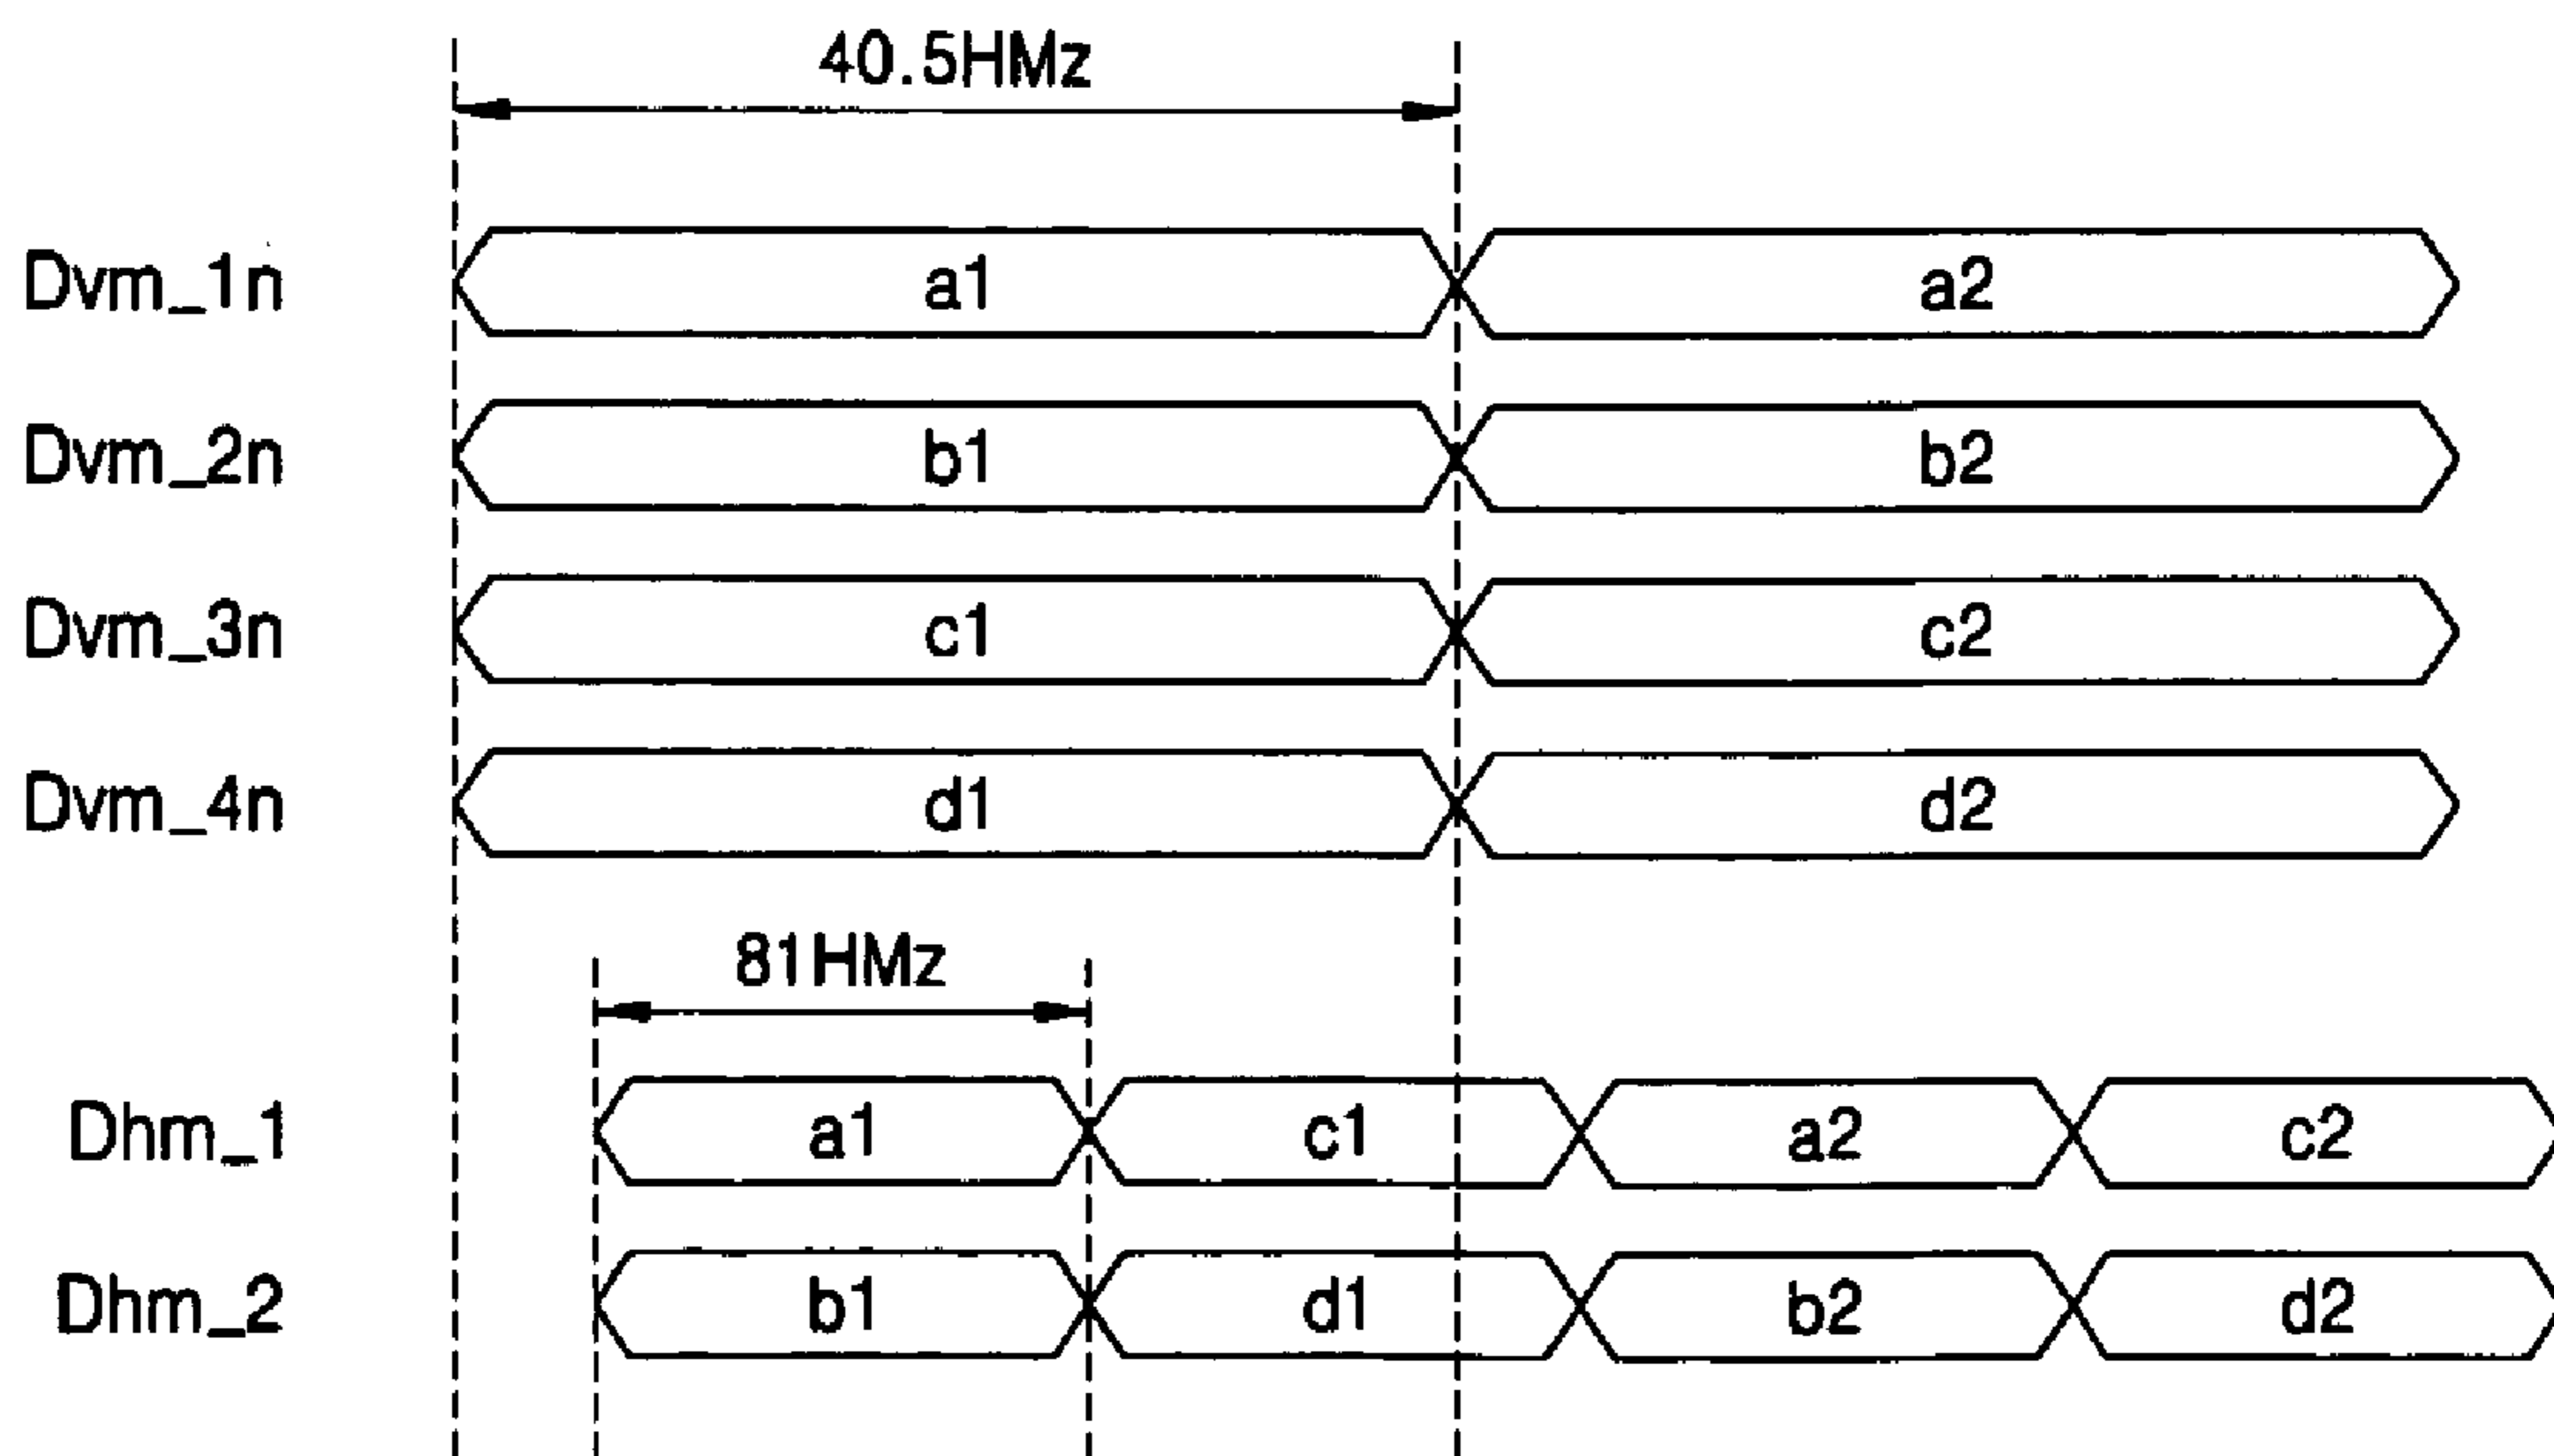 40.5HMz
Dvm_1n a1 a2
Dvm_2n b1 b2
Dvm_3n c1 c2
Dvm_4n d1 d2
81HMz
Dhm_1 a1 c1 a2 c2
Dhm_2 b1 d1 b2 d2